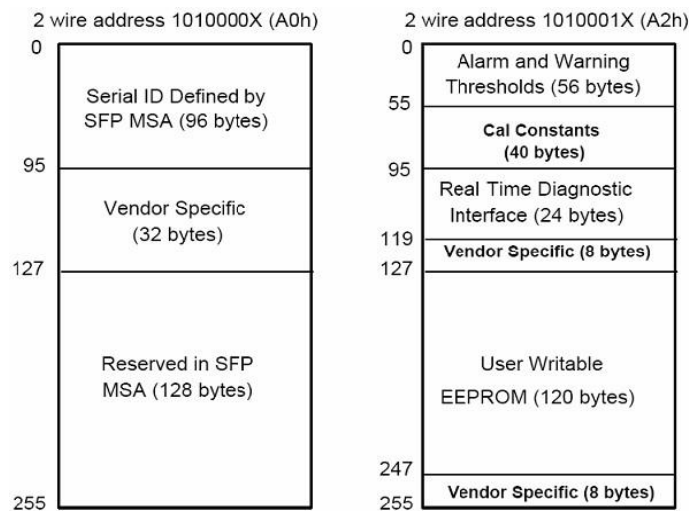 2 wire address 1010000X (A0h)
0
Serial ID Defined by
SFP MSA (96 bytes)
95
Vendor Specific
(32 bytes)
127
Reserved in SFP
MSA (128 bytes)
255
2 wire address 1010001X (A2h)
0
Alarm and Warning
Thresholds (56 bytes)
55
Cal Constants
(40 bytes)
95
Real Time Diagnostic
Interface (24 bytes)
119
Vendor Specific (8 bytes)
127
User Writable
EEPROM (120 bytes)
247
Vendor Specific (8 bytes)
255